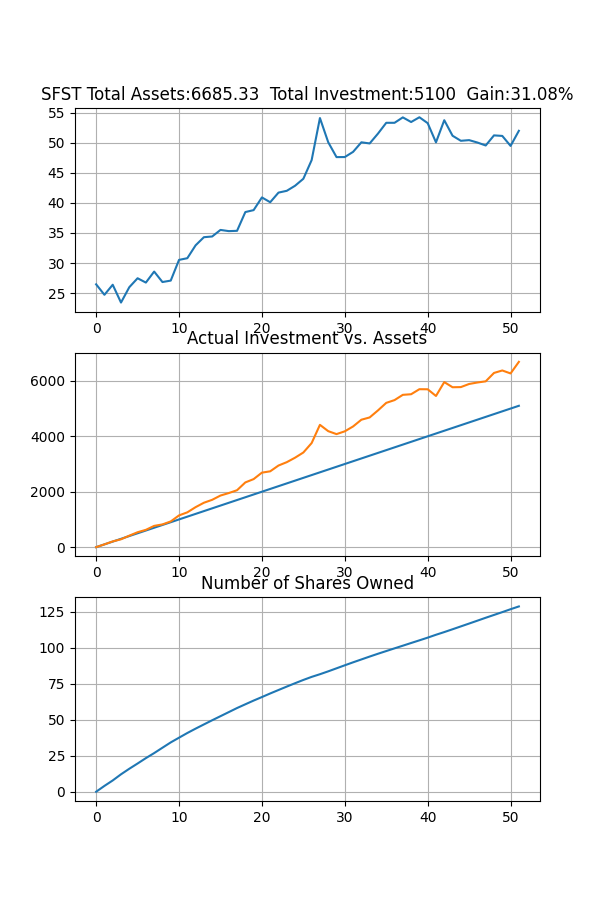 SFST Total Assets:6685.33  Total Investment:5100  Gain:31.08%
55
50
45
40
35
30
25
0 10 20 30 40 50
Actual Investment vs. Assets
6000
4000
2000
0
0 10 20 30 40 50
Number of Shares Owned
125
100
75
50
25
0
0 10 20 30 40 50